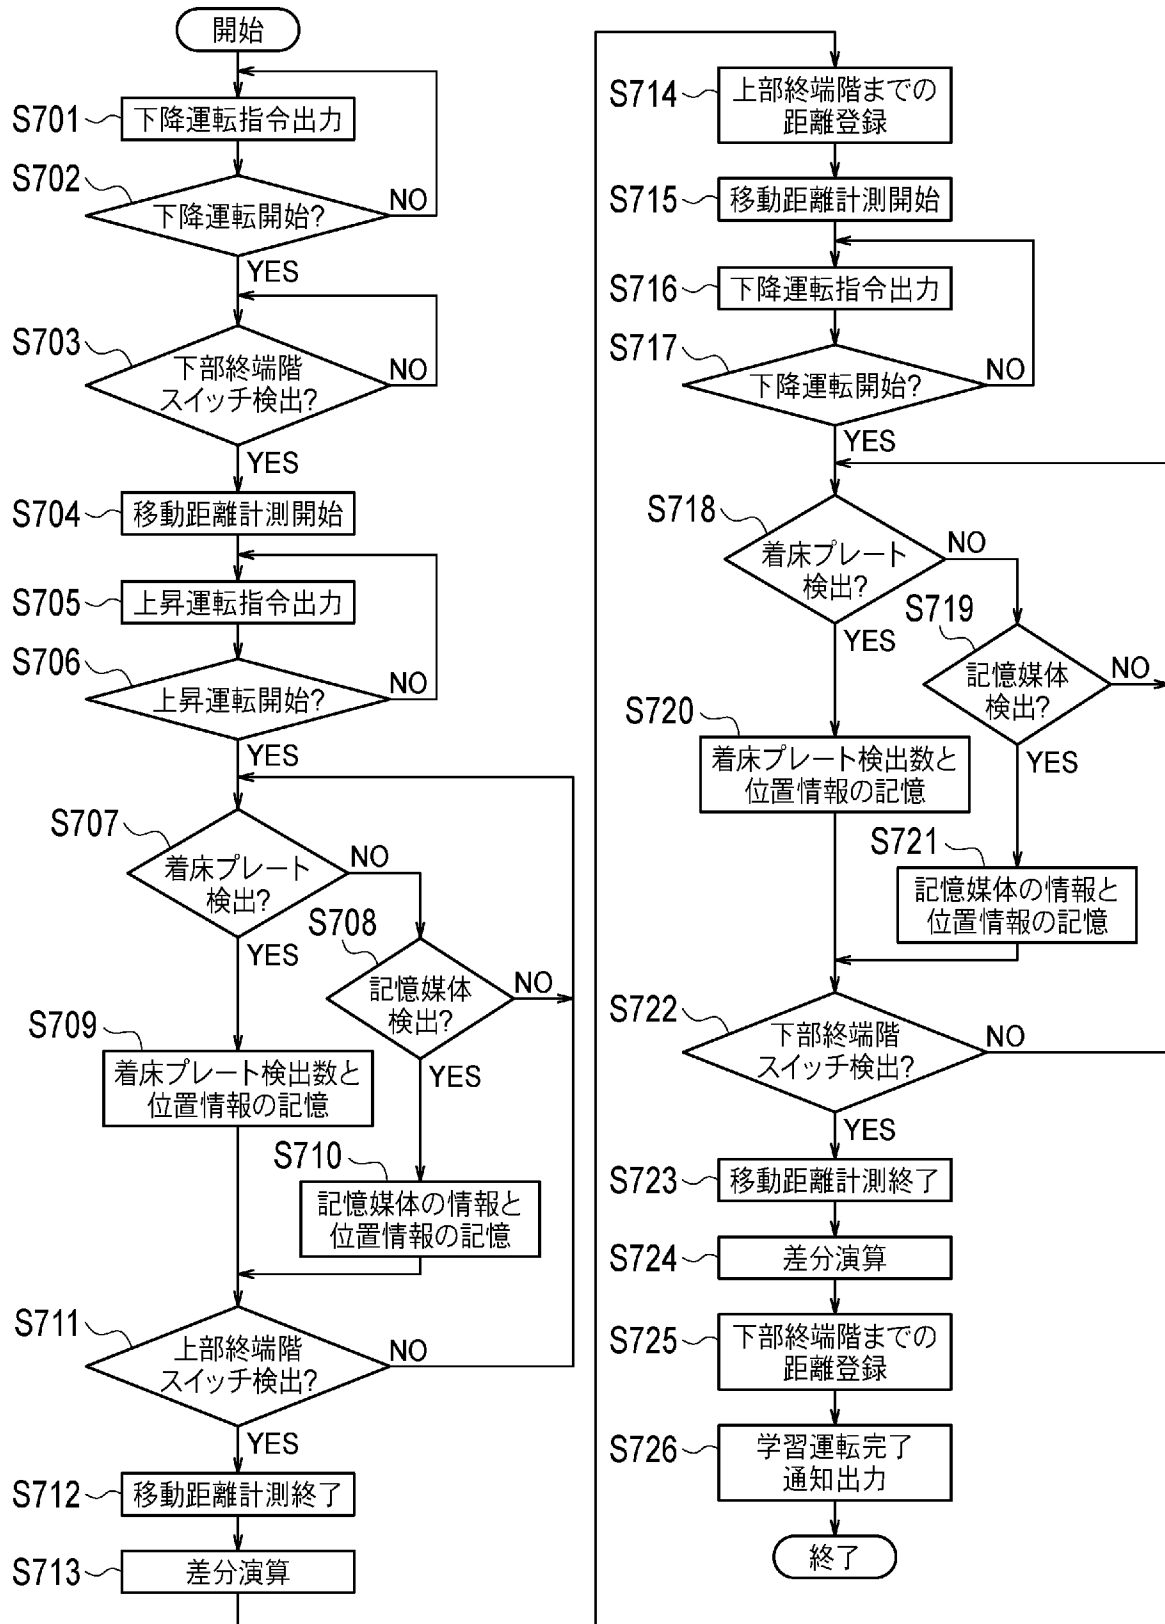 開始
S701
下降運転指令出力
S702
下降運転開始?
NO
YES
S703
下部終端階
スイッチ検出?
NO
YES
S704
移動距離計測開始
S705
上昇運転指令出力
S706
上昇運転開始?
NO
YES
S707
着床プレート
検出?
NO
YES
S708
記憶媒体
検出?
NO
YES
S709
着床プレート検出数と
位置情報の記憶
S710
記憶媒体の情報と
位置情報の記憶
S711
上部終端階
スイッチ検出?
NO
YES
S712
移動距離計測終了
S713
差分演算
S714
上部終端階までの
距離登録
S715
移動距離計測開始
S716
下降運転指令出力
S717
下降運転開始?
NO
YES
S718
着床プレート
検出?
NO
YES
S719
記憶媒体
検出?
NO
YES
S720
着床プレート検出数と
位置情報の記憶
S721
記憶媒体の情報と
位置情報の記憶
S722
下部終端階
スイッチ検出?
NO
YES
S723
移動距離計測終了
S724
差分演算
S725
下部終端階までの
距離登録
S726
学習運転完了
通知出力
終了